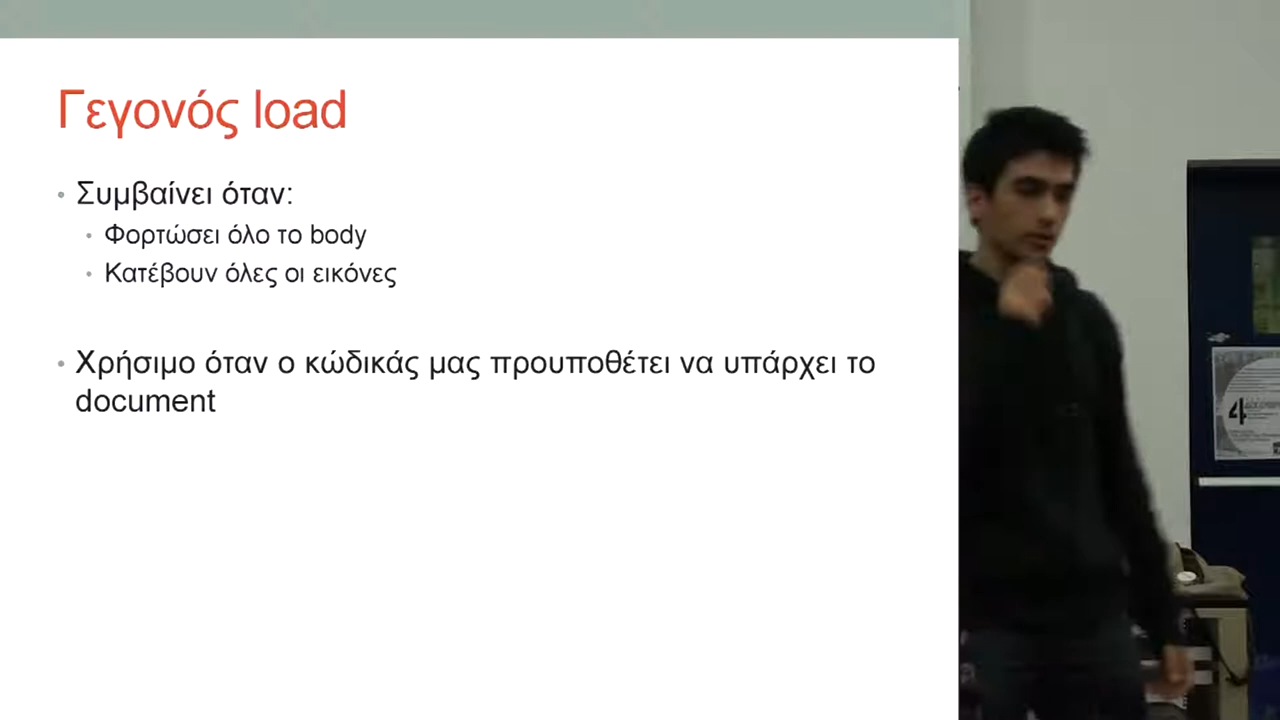 Γεγονός load
• Συμβαίνει όταν:
• Φορτώσει όλο το body
• Κατέβουν όλες οι εικόνες
• Χρήσιμο όταν ο κώδικάς μας προυποθέτει να υπάρχει το
document
4